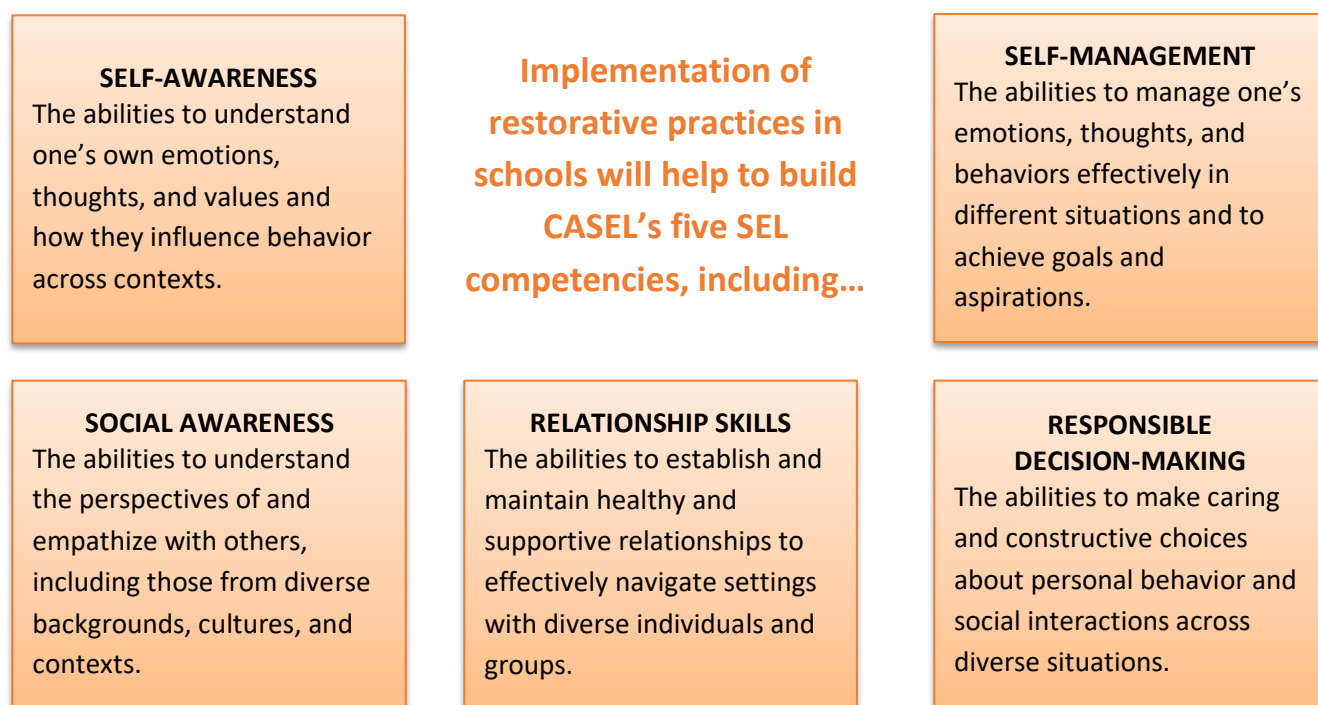 SELF-AWARENESS
The abilities to understand
one’s own emotions,
thoughts, and values and
how they influence behavior
across contexts.
Implementation of
restorative practices in
schools will help to build
CASEL’s five SEL
competencies, including…
SELF-MANAGEMENT
The abilities to manage one’s
emotions, thoughts, and
behaviors effectively in
different situations and to
achieve goals and
aspirations.
SOCIAL AWARENESS
The abilities to understand
the perspectives of and
empathize with others,
including those from diverse
backgrounds, cultures, and
contexts.
RELATIONSHIP SKILLS
The abilities to establish and
maintain healthy and
supportive relationships to
effectively navigate settings
with diverse individuals and
groups.
RESPONSIBLE
DECISION-MAKING
The abilities to make caring
and constructive choices
about personal behavior and
social interactions across
diverse situations.